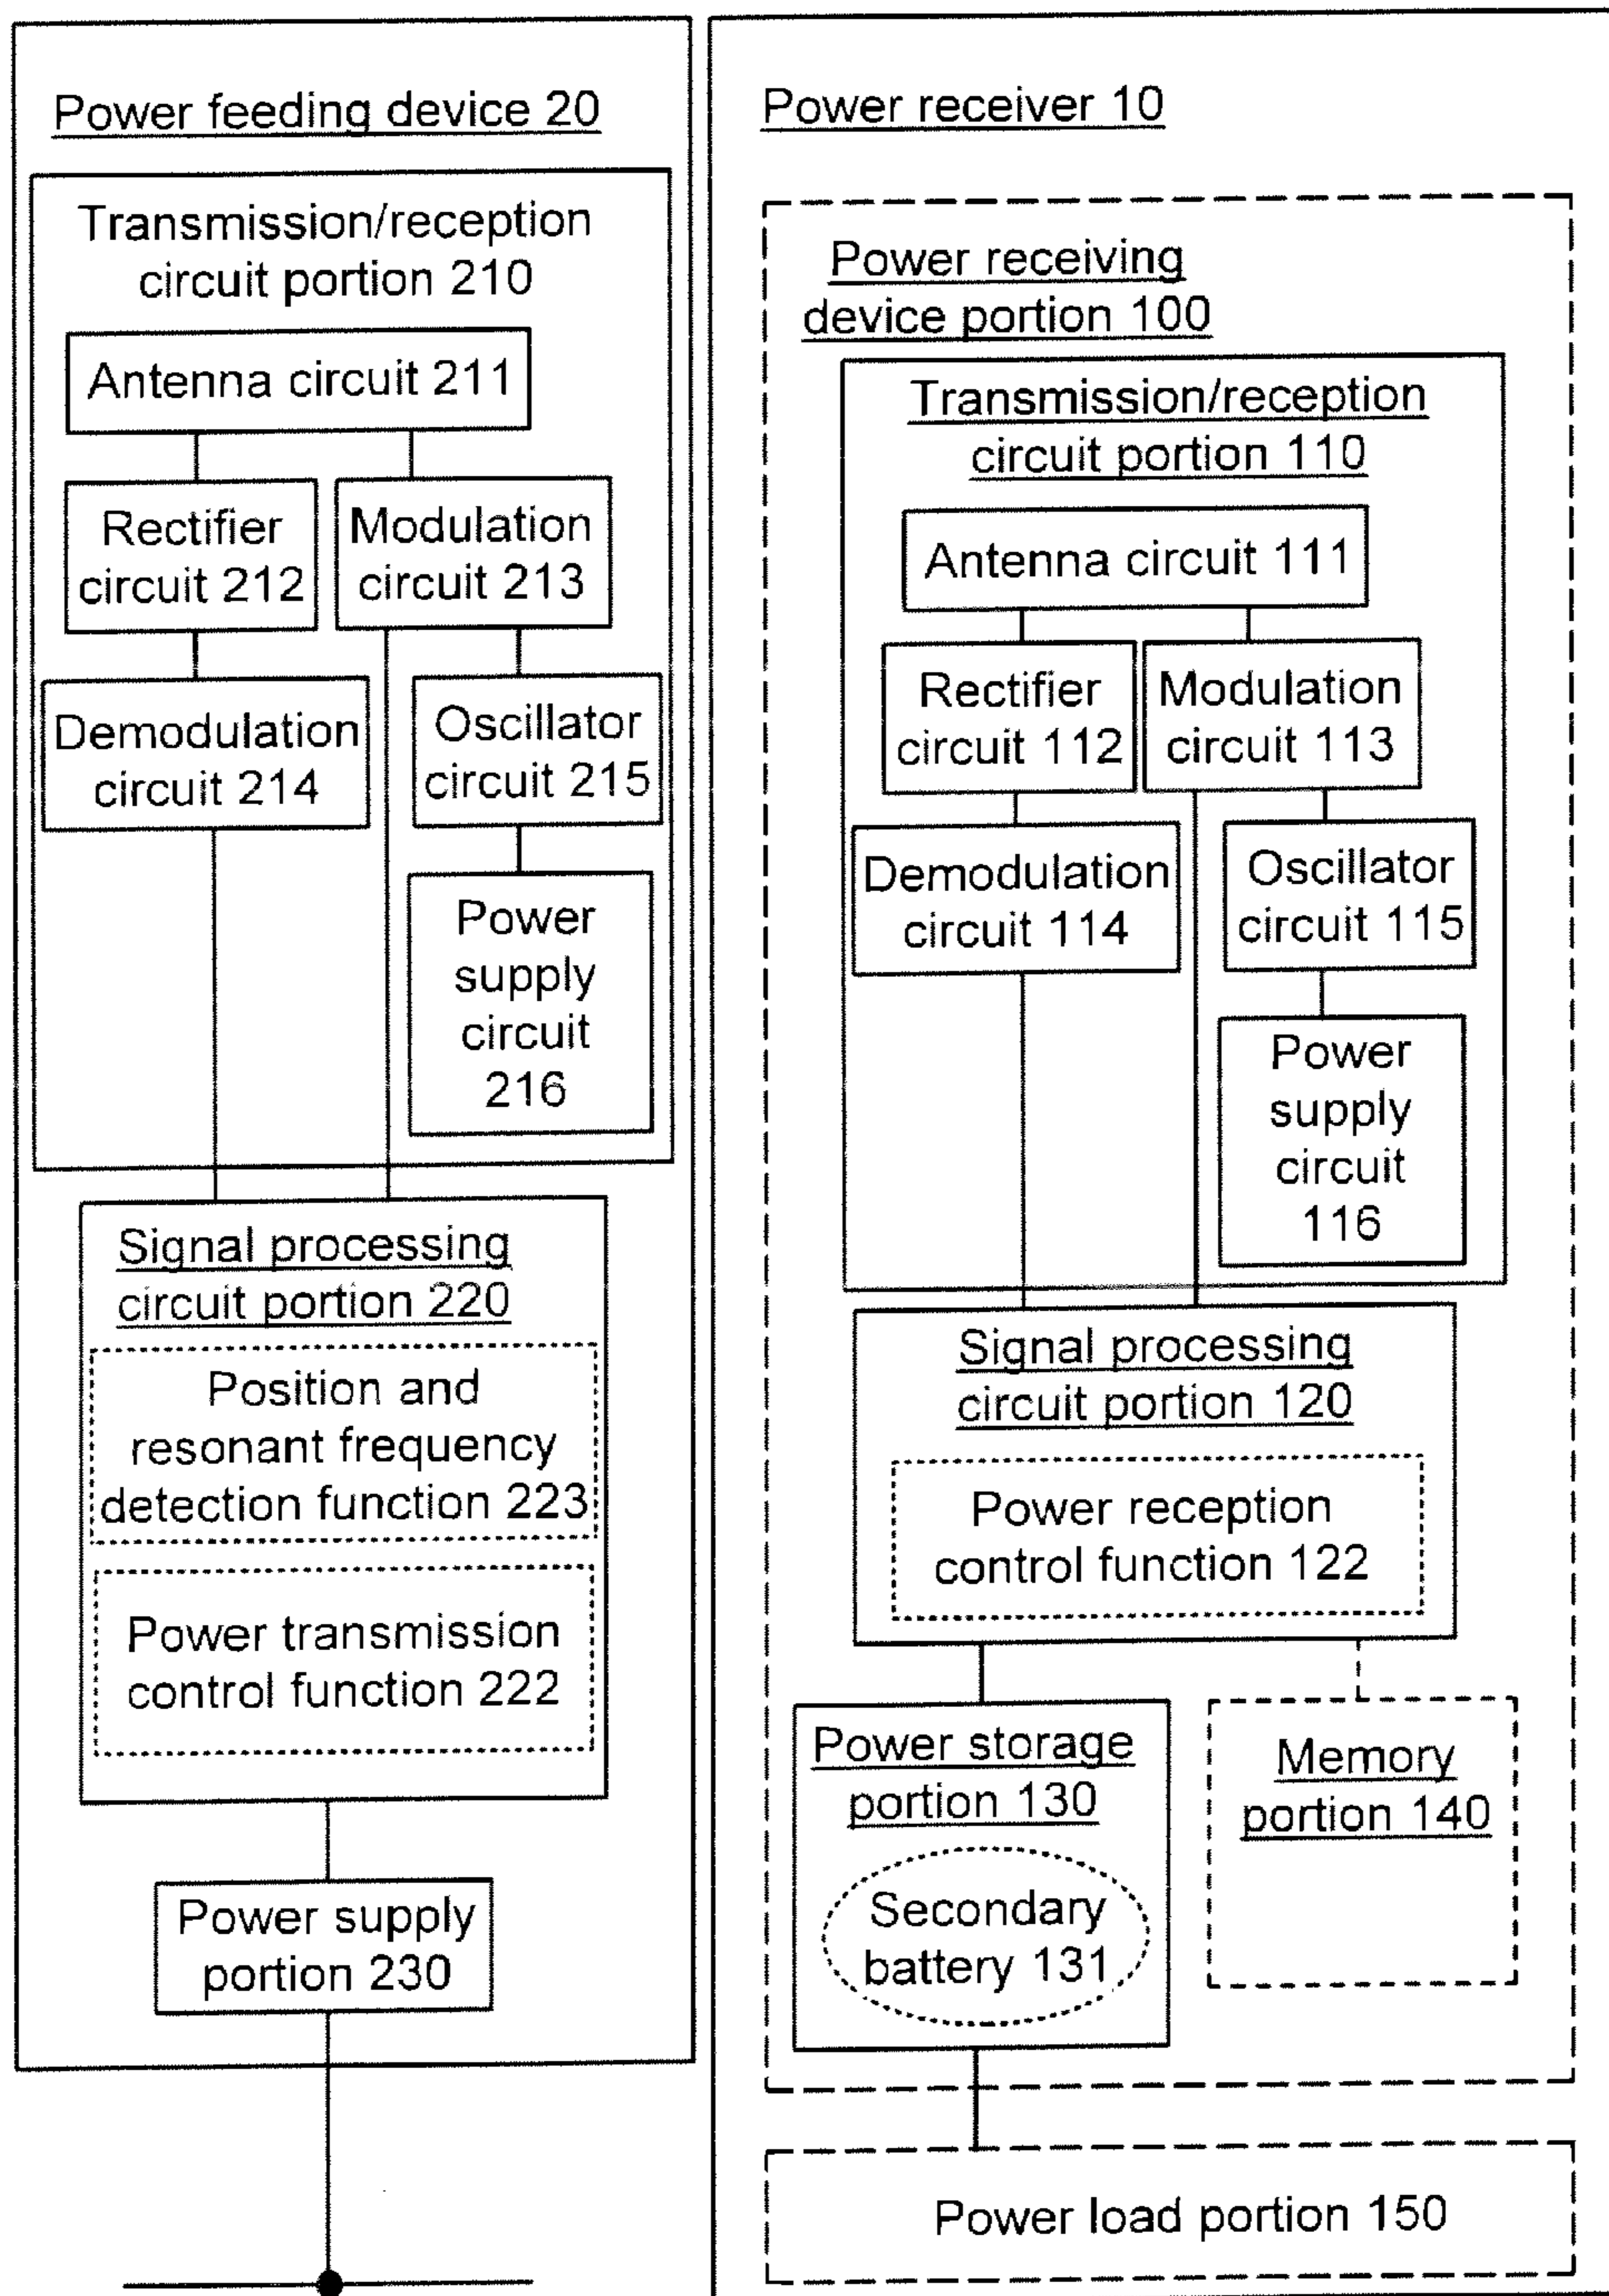 Power feeding device 20
Transmission/reception
circuit portion 210
Antenna circuit 211
Rectifier
circuit 212
Modulation
circuit 213
Demodulation
circuit 214
Oscillator
circuit 215
Power
supply
circuit
216
Signal processing
circuit portion 220
Position and
resonant frequency
detection function 223
Power transmission
control function 222
Power supply
portion 230
Power receiver 10
Power receiving
device portion 100
Transmission/reception
circuit portion 110
Antenna circuit 111
Rectifier
circuit 112
Modulation
circuit 113
Demodulation
circuit 114
Oscillator
circuit 115
Power
supply
circuit
116
Signal processing
circuit portion 120
Power reception
control function 122
Power storage
portion 130
Secondary
battery 131
Memory
portion 140
Power load portion 150